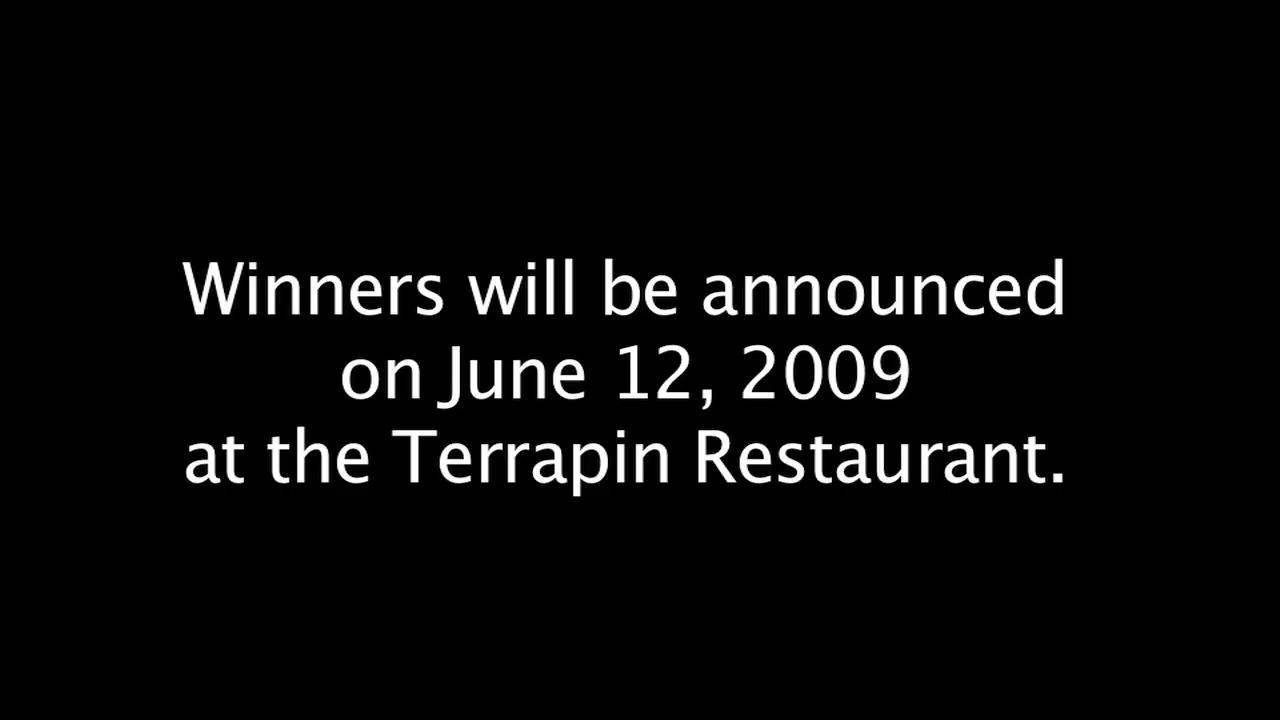 Winners will be announced
on June 12, 2009
at the Terrapin Restaurant.